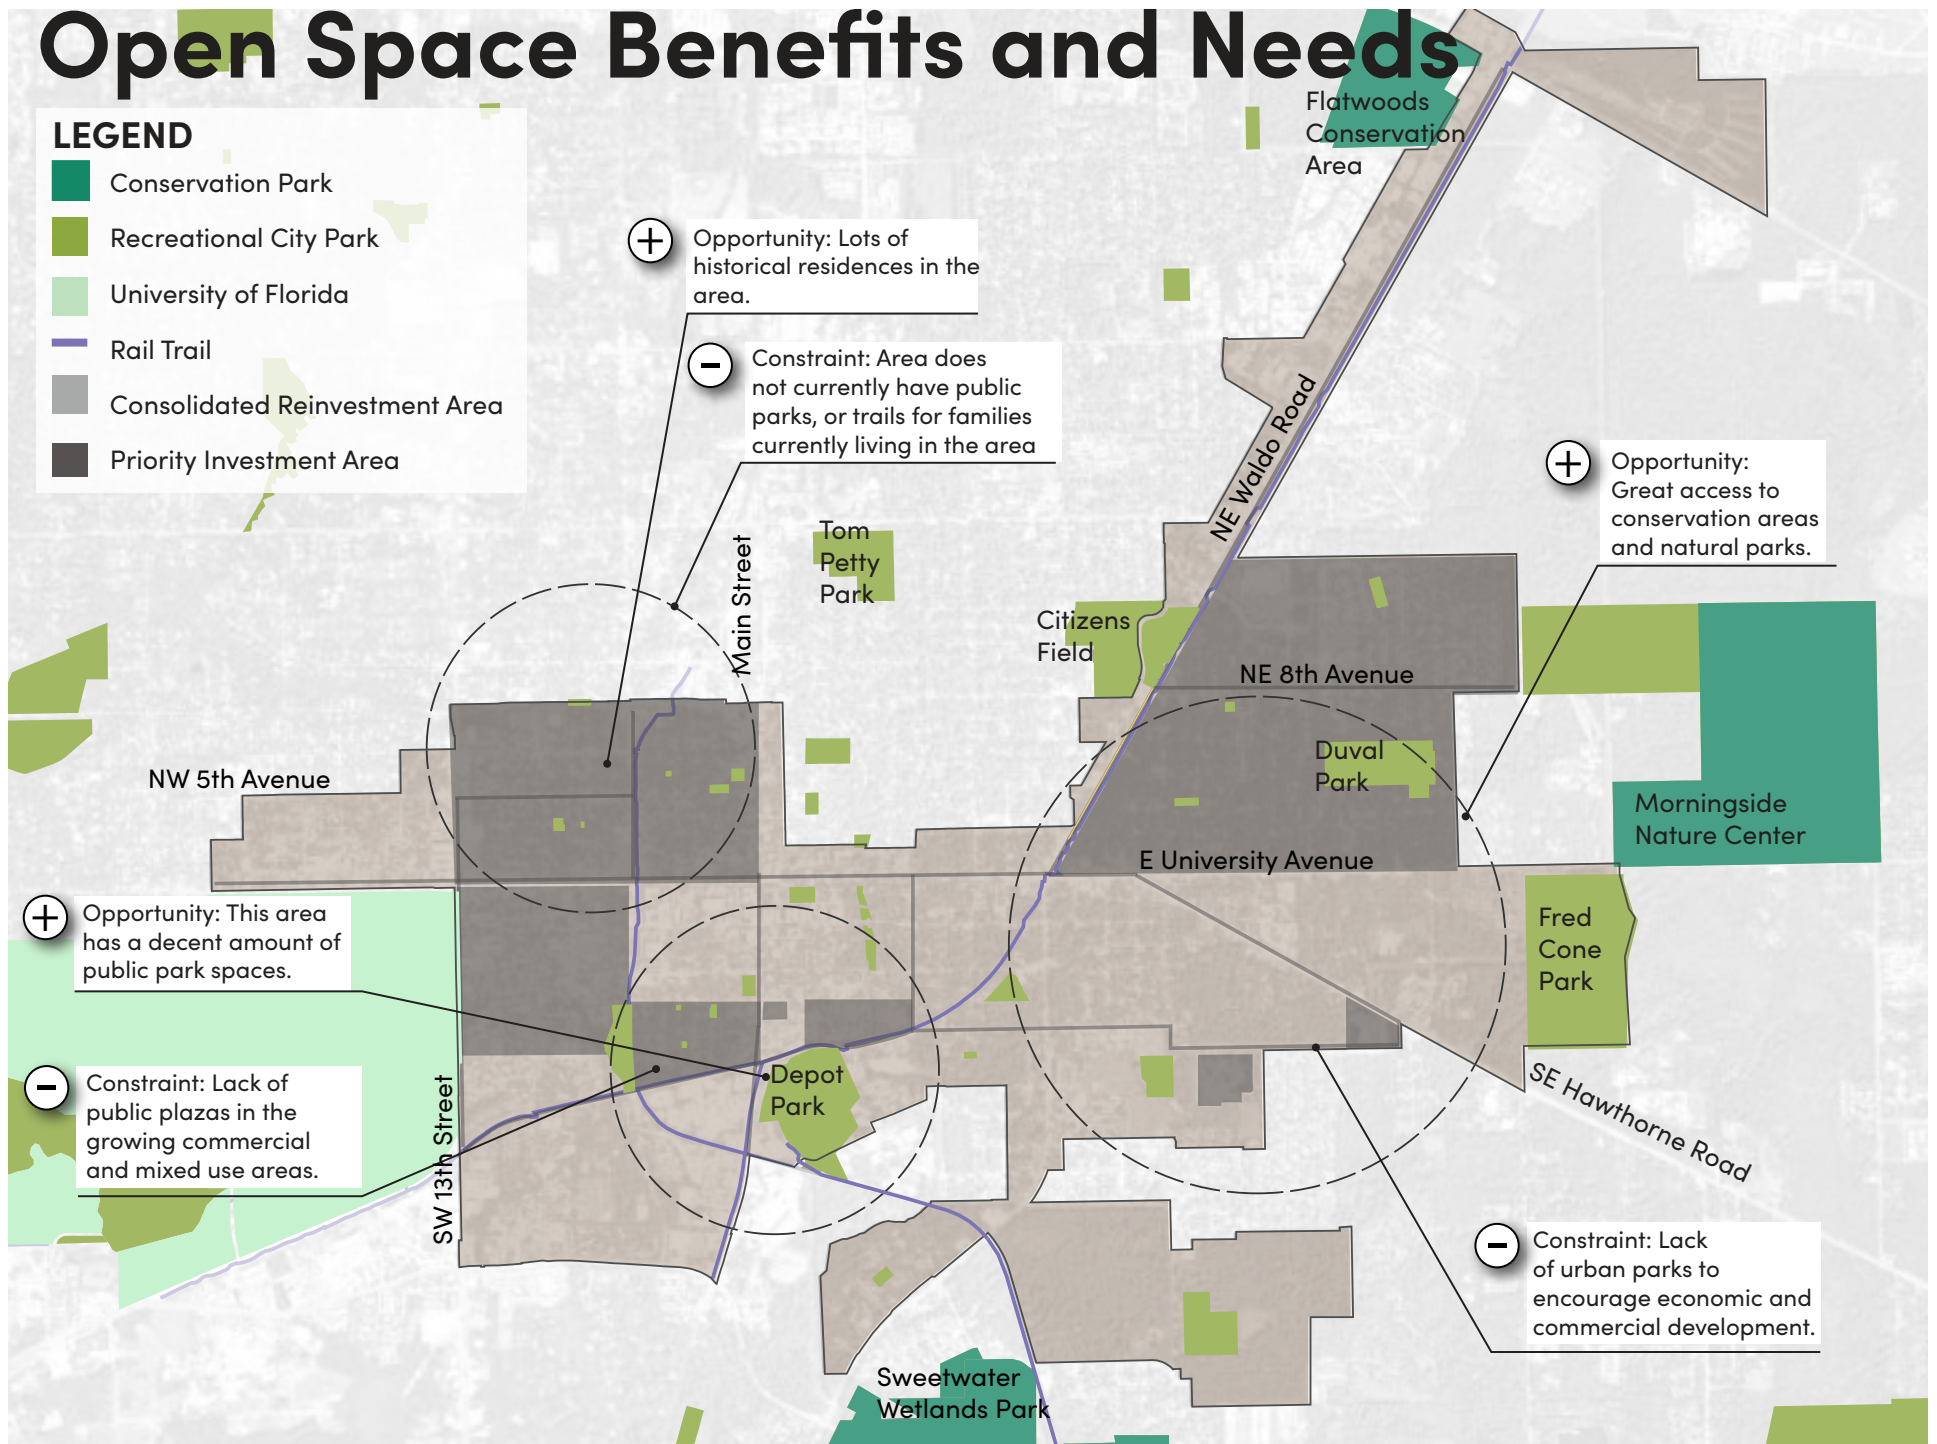 Open Space Benefits and Needs
LEGEND
Conservation Park
Recreational City Park
University of Florida
Rail Trail
Consolidated Reinvestment Area
Priority Investment Area
Flatwoods
Conservation
Area
+
Opportunity: Lots of
historical residences in the
area.
-
Constraint: Area does
not currently have public
parks, or trails for families
currently living in the area
NE Waldo Road
+
Opportunity:
Great access to
conservation areas
and natural parks.
Tom
Petty
Park
Main Street
Citizens
Field
NE 8th Avenue
Duval
Park
NW 5th Avenue
Morningside
Nature Center
E University Avenue
+
Opportunity: This area
has a decent amount of
public park spaces.
Fred
Cone
Park
-
Constraint: Lack of
public plazas in the
growing commercial
and mixed use areas.
SW 13th Street
Depot
Park
SE Hawthorne Road
-
Constraint: Lack
of urban parks to
encourage economic and
commercial development.
Sweetwater
Wetlands Park